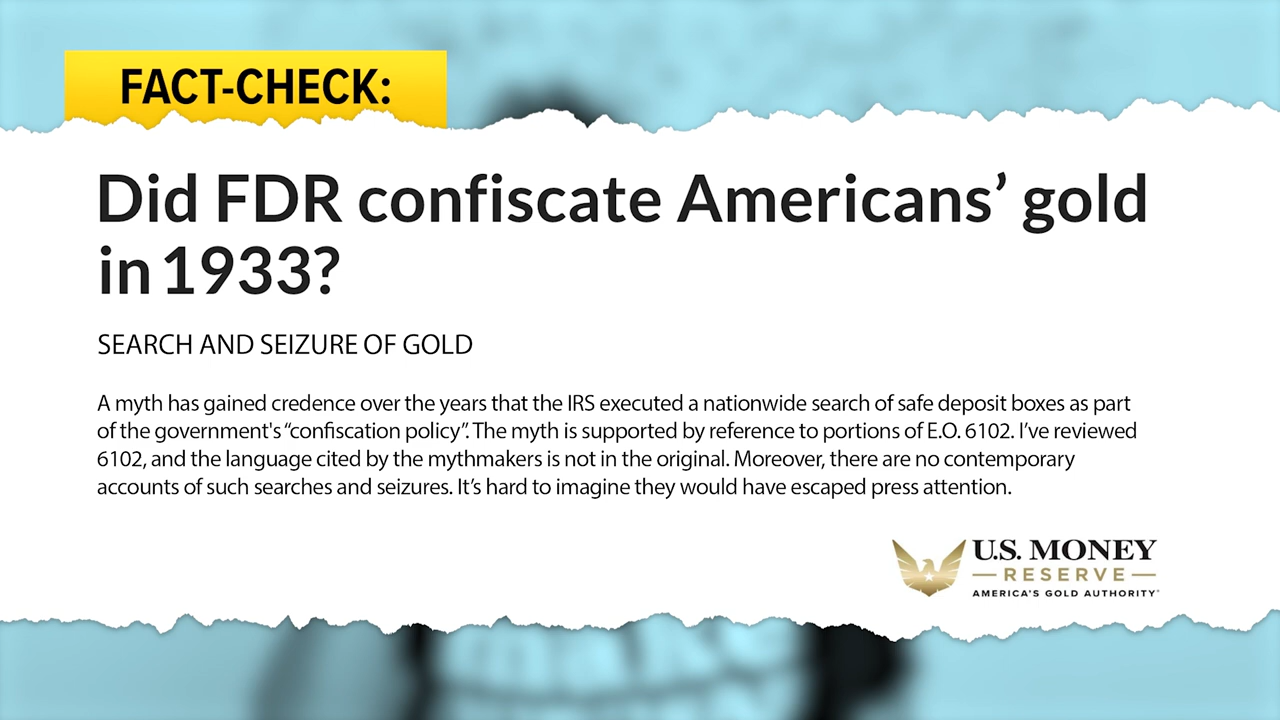 FACT-CHECK:
Did FDR confiscate Americans’ gold
in 1933?
SEARCH AND SEIZURE OF GOLD
A myth has gained credence over the years that the IRS executed a nationwide search of safe deposit boxes as part
of the government's “confiscation policy”. The myth is supported by reference to portions of E.O. 6102. I’ve reviewed
6102, and the language cited by the mythmakers is not in the original. Moreover, there are no contemporary
accounts of such searches and seizures. It’s hard to imagine they would have escaped press attention.
U.S. MONEY
RESERVE
AMERICA'S GOLD AUTHORITY